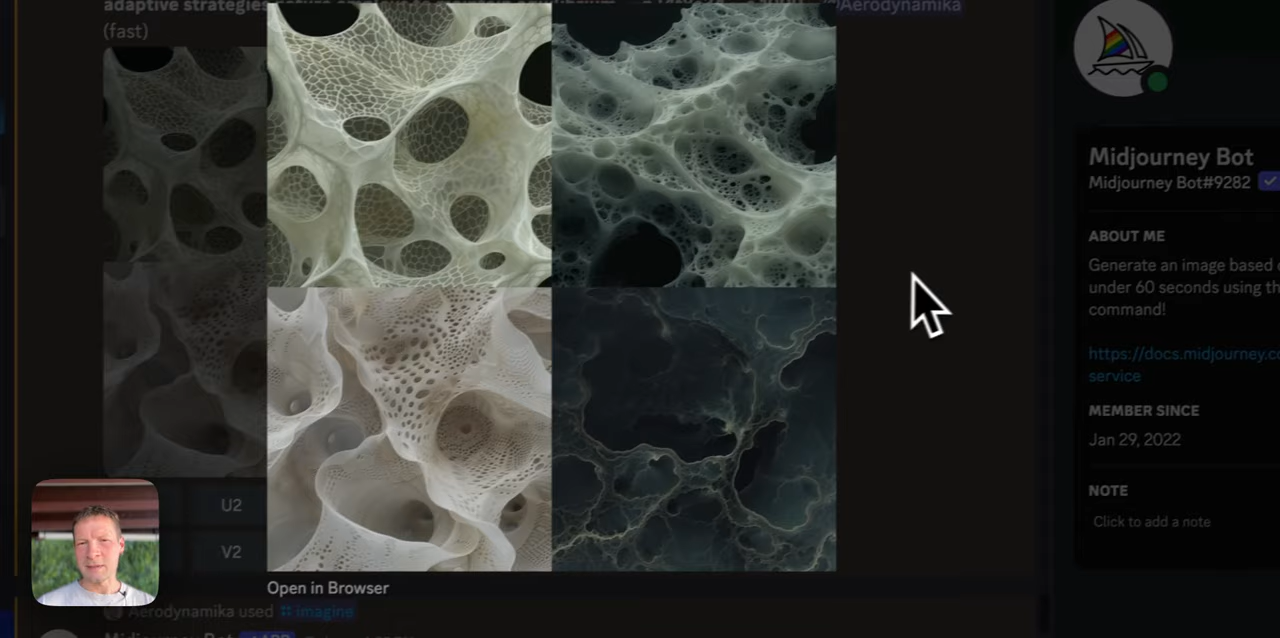 adaptive strategies
@Aerodynamika
(fast)
U2
V2
Open in Browser
Aerodynamika used imagine
Midjourney Bot
Midjourney Bot
Midjourney Bot#9282
ABOUT ME
Generate an image based
under 60 seconds using th
command!
https://docs.midjourney.co
service
MEMBER SINCE
Jan 29, 2022
NOTE
Click to add a note